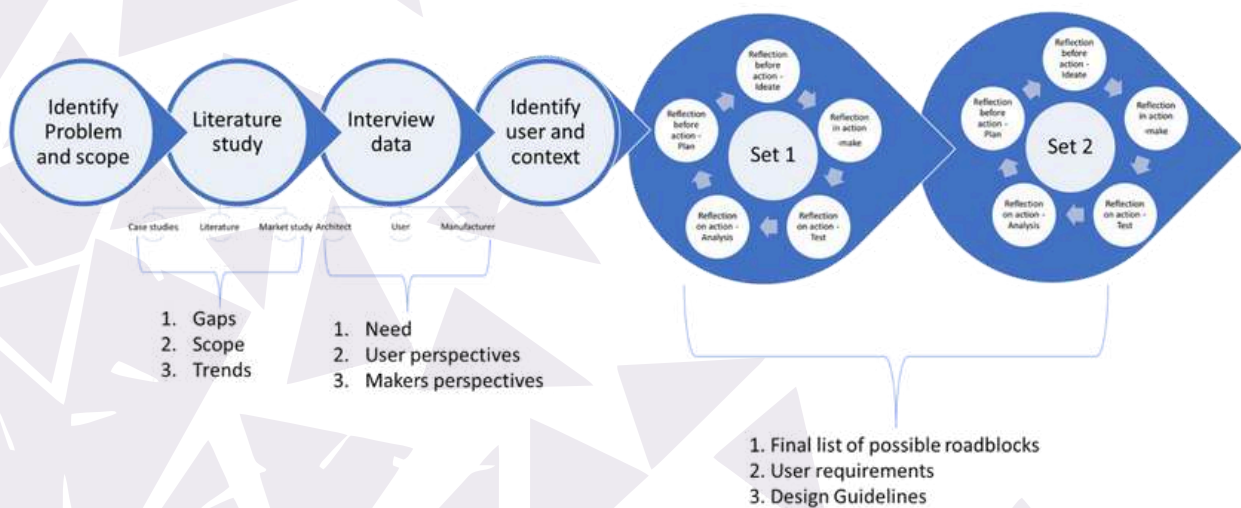 Identify
Problem
and scope
Literature
study
Interview
data
Identify
user and
context
Reflection
before
action -
Ideate
Reflection
in action
-make
Reflection
on action -
Test
Reflection
on action -
Analysis
Reflection
before
action -
Plan
Set 1
Reflection
before
action -
Ideate
Reflection
in action
-make
Reflection
on action -
Test
Reflection
on action -
Analysis
Reflection
before
action -
Plan
Set 2
Case studies
Literature
Market study
Architect
User
Manufacturer
1. Gaps
2. Scope
3. Trends
1. Need
2. User perspectives
3. Makers perspectives
1. Final list of possible roadblocks
2. User requirements
3. Design Guidelines